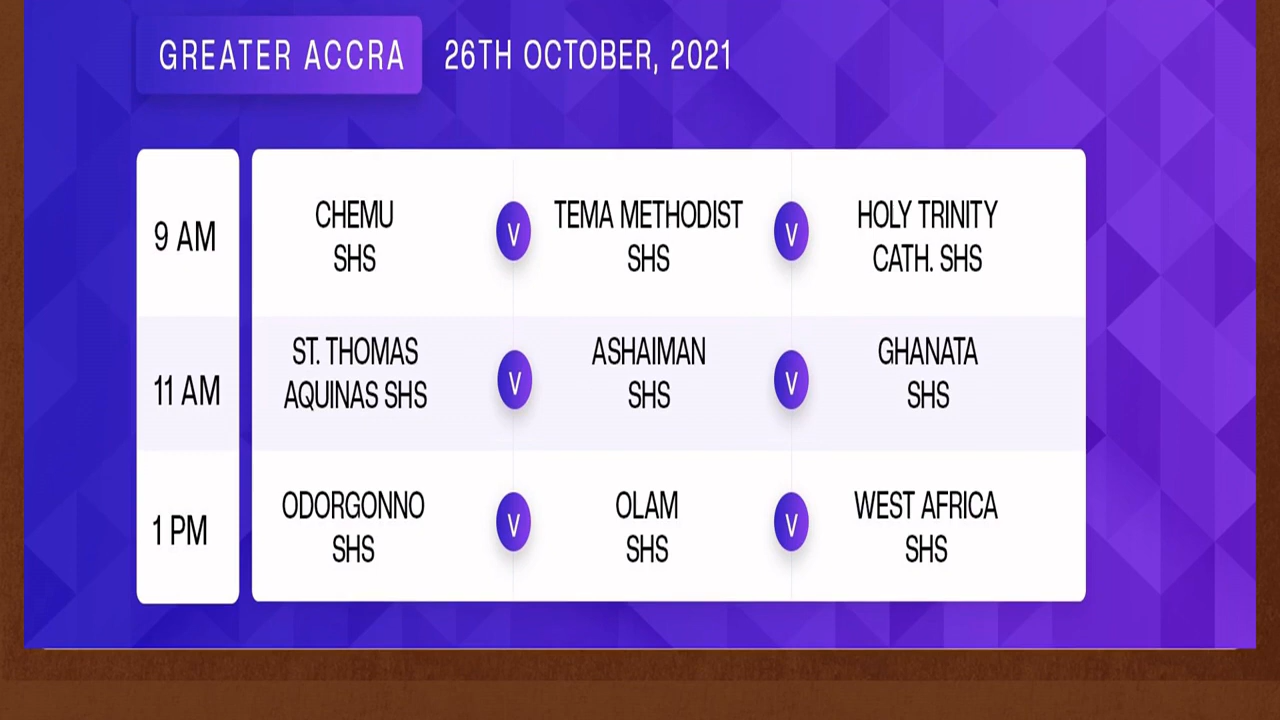 GREATER ACCRA 26TH OCTOBER, 2021
9 AM
CHEMU
SHS
V
TEMA METHODIST
SHS
V
HOLY TRINITY
CATH. SHS
11 AM
ST. THOMAS
AQUINAS SHS
V
ASHAIMAN
SHS
V
GHANATA
SHS
1 PM
ODORGONNO
SHS
V
OLAM
SHS
V
WEST AFRICA
SHS